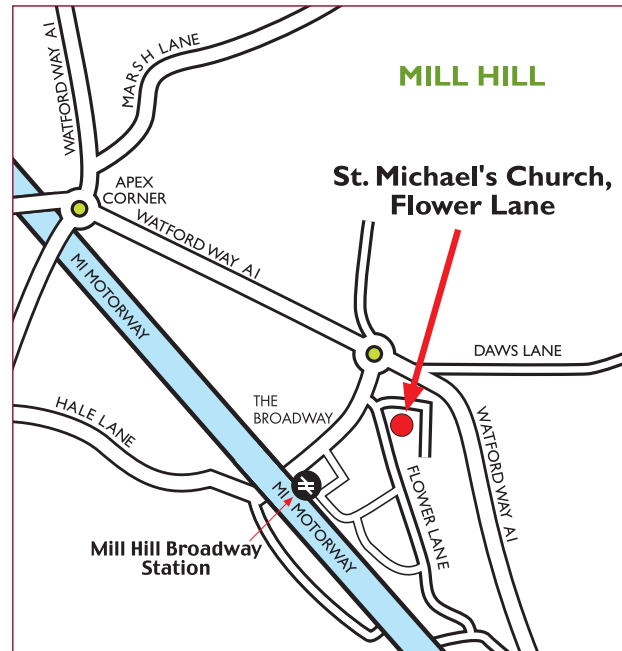 WATFORD WAY A1
MARSH LANE
MILL HILL
St. Michael's Church,
Flower Lane
APEX
CORNER
WATFORD WAY A1
M1 MOTORWAY
DAWS LANE
THE
BROADWAY
HALE LANE
WATFORD WAY A1
FLOWER LANE
M1 MOTORWAY
Mill Hill Broadway
Station